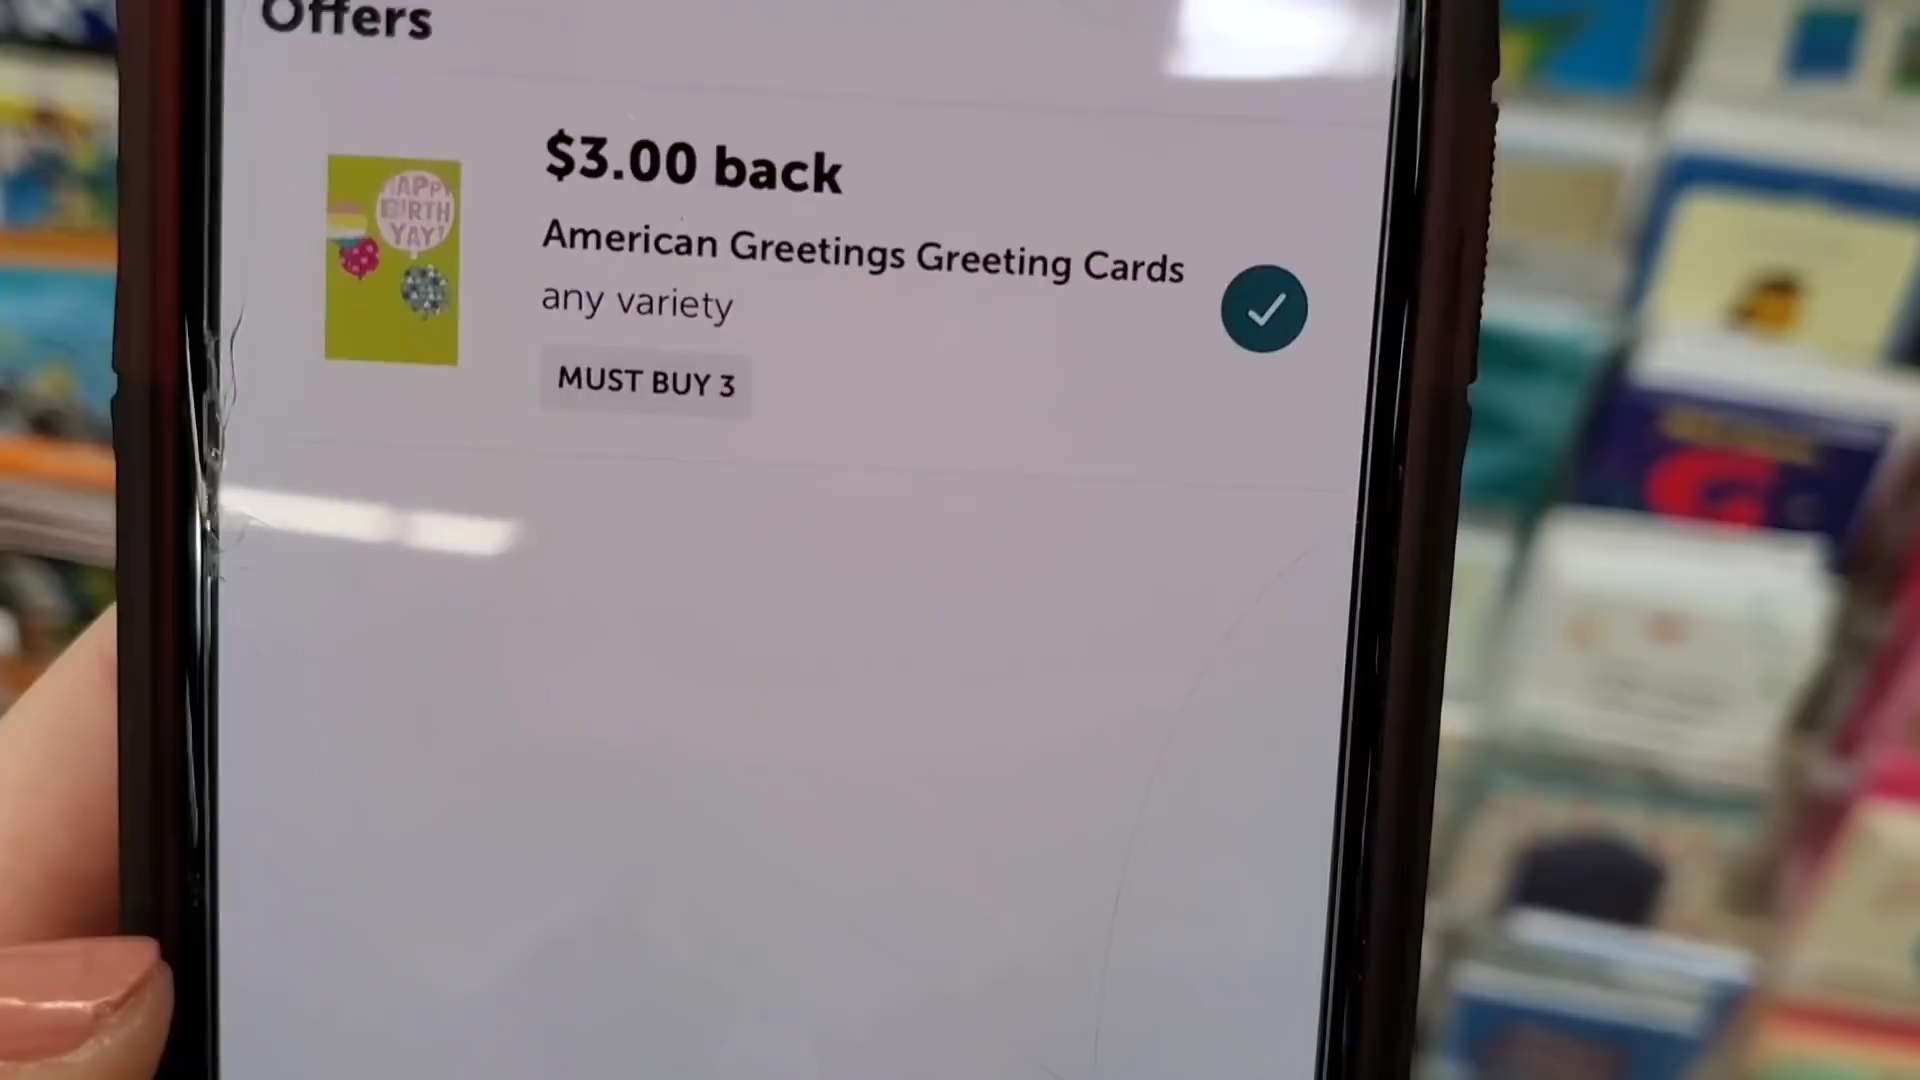 Offers
$3.00 back
American Greetings Greeting Cards
any variety
MUST BUY 3
HAPPY
BIRTH
YAY!